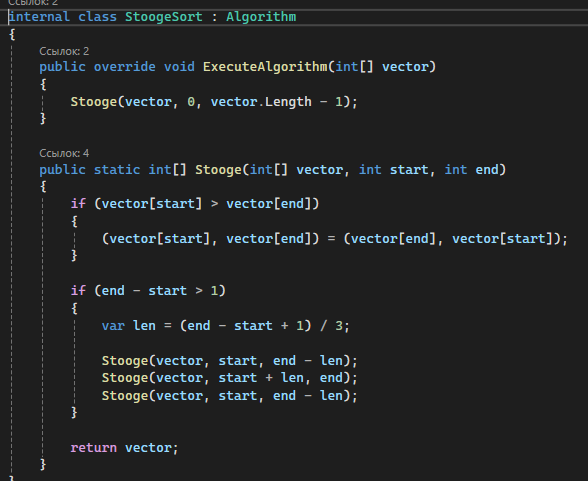 Ссылок: 2
internal class StoogeSort : Algorithm
{
Ссылок: 2
public override void ExecuteAlgorithm(int[] vector)
{
Stooge(vector, 0, vector.Length - 1);
}
Ссылок: 4
public static int[] Stooge(int[] vector, int start, int end)
{
if (vector[start] > vector[end])
{
(vector[start], vector[end]) = (vector[end], vector[start]);
}
if (end - start > 1)
{
var len = (end - start + 1) / 3;
Stooge(vector, start, end - len);
Stooge(vector, start + len, end);
Stooge(vector, start, end - len);
}
return vector;
}
}